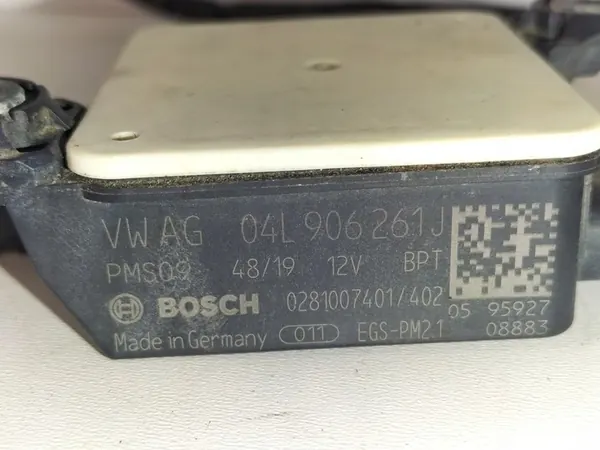 VW AG 04L 906 261 J
PMS09 48/19 12V BPT
BOSCH 0281007401/402
05 95927
Made in Germany 011 EGS-PM2.1
08883